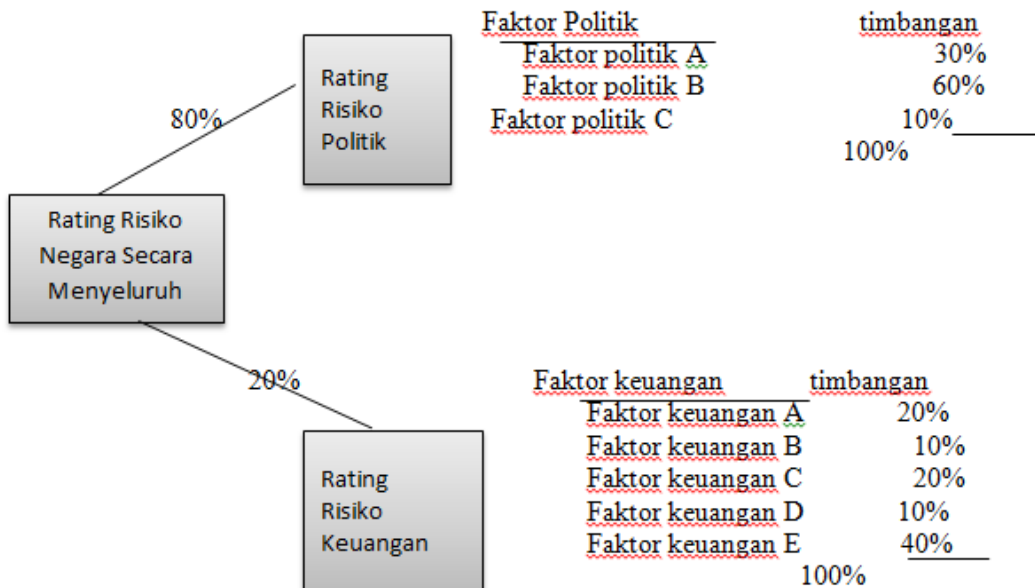 Faktor Politik timbangan
Faktor politik A 30%
Faktor politik B 60%
Faktor politik C 10%
100%
Rating
Risiko
Politik
80%
Rating Risiko
Negara Secara
Menyeluruh
20%
Faktor keuangan timbangan
Faktor keuangan A 20%
Faktor keuangan B 10%
Faktor keuangan C 20%
Faktor keuangan D 10%
Faktor keuangan E 40%
100%
Rating
Risiko
Keuangan